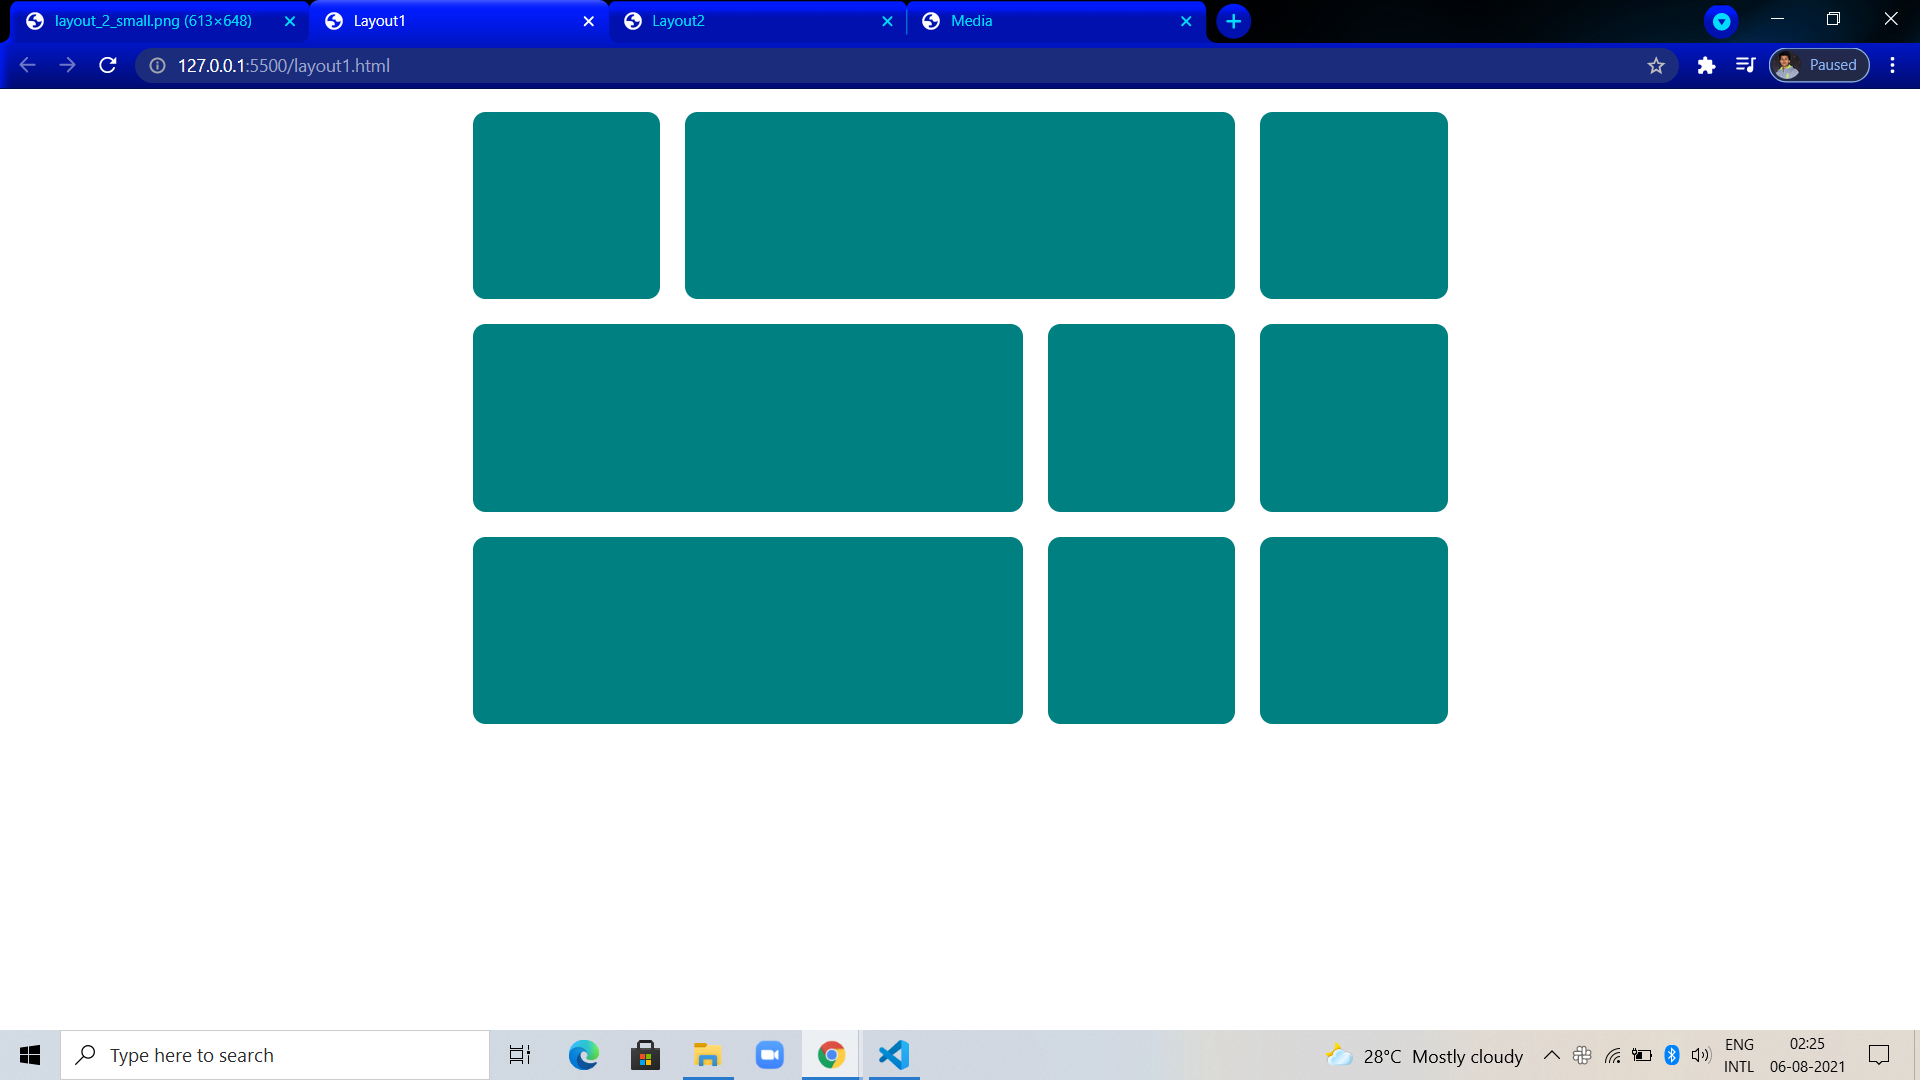 layout_2_small.png (613×648)
Layout1
Layout2
Media
127.0.0.1:5500/layout1.html
Paused
Type here to search
28°C Mostly cloudy
ENG
INTL
02:25
06-08-2021